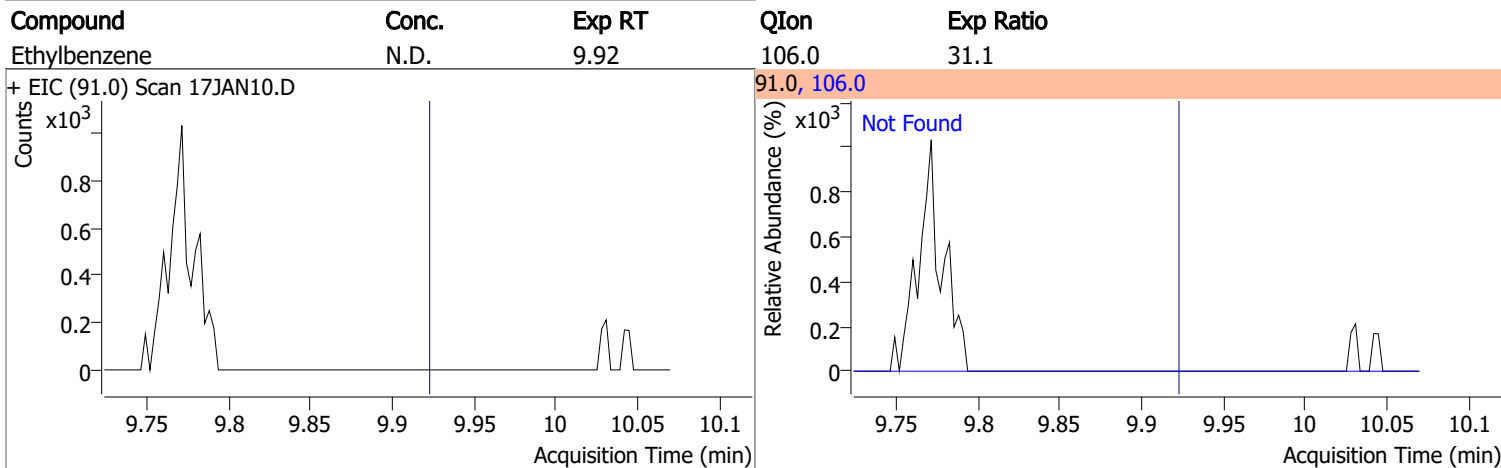 Compound Conc. Exp RT QIon Exp Ratio
Ethylbenzene N.D. 9.92 106.0 31.1
+ EIC (91.0) Scan 17JAN10.D
Counts
x10³
0.8
0.6
0.4
0.2
0
9.75 9.8 9.85 9.9 9.95 10 10.05 10.1
Acquisition Time (min)
91.0, 106.0
Relative Abundance (%)
x10³
Not Found
0.8
0.6
0.4
0.2
0
9.75 9.8 9.85 9.9 9.95 10 10.05 10.1
Acquisition Time (min)